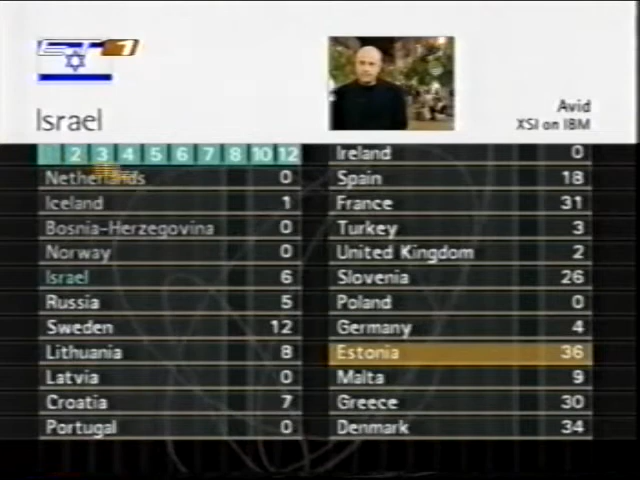 ET1
Israel
Avid
XSI on IBM
2 3 4 5 6 7 8 10 12
Netherlands 0
Iceland 1
Bosnia-Herzegovina 0
Norway 0
Israel 6
Russia 5
Sweden 12
Lithuania 8
Latvia 0
Croatia 7
Portugal 0
Ireland 0
Spain 18
France 31
Turkey 3
United Kingdom 2
Slovenia 26
Poland 0
Germany 4
Estonia 36
Malta 9
Greece 30
Denmark 34